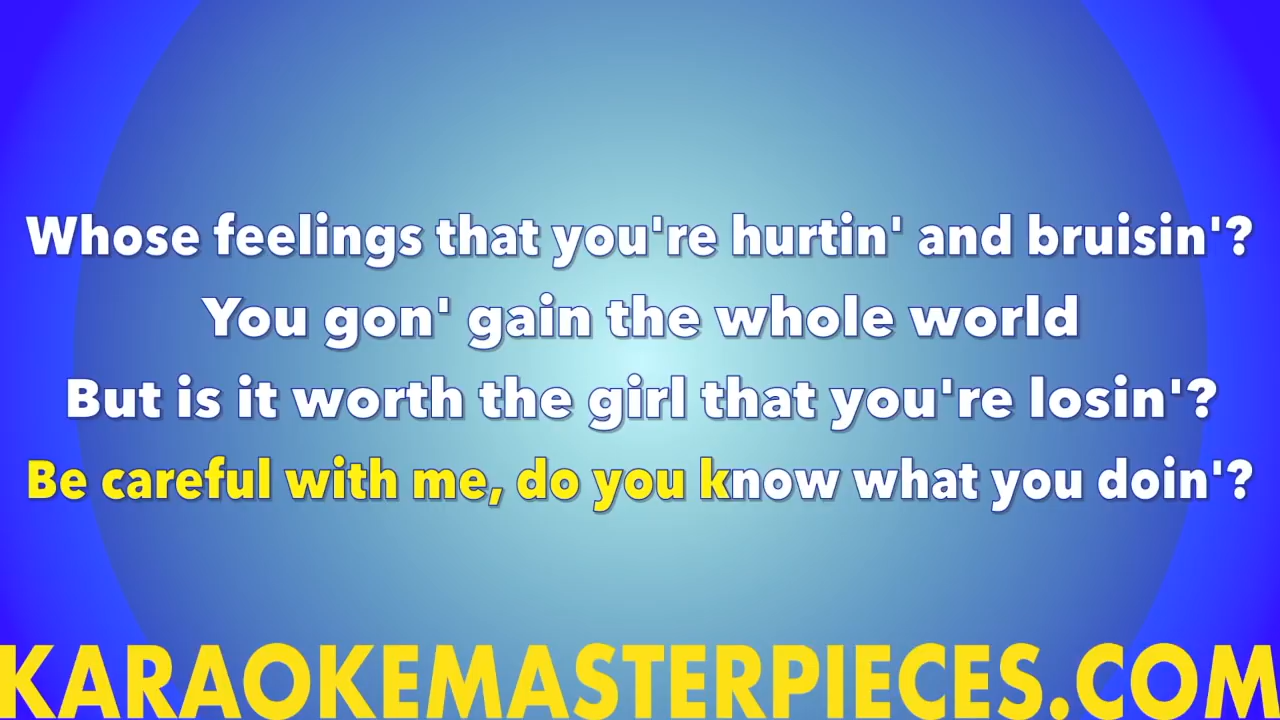 Whose feelings that you're hurtin' and bruisin'?
You gon' gain the whole world
But is it worth the girl that you're losin'?
Be careful with me, do you know what you doin'?
KARAOKEMASTERPIECES.COM